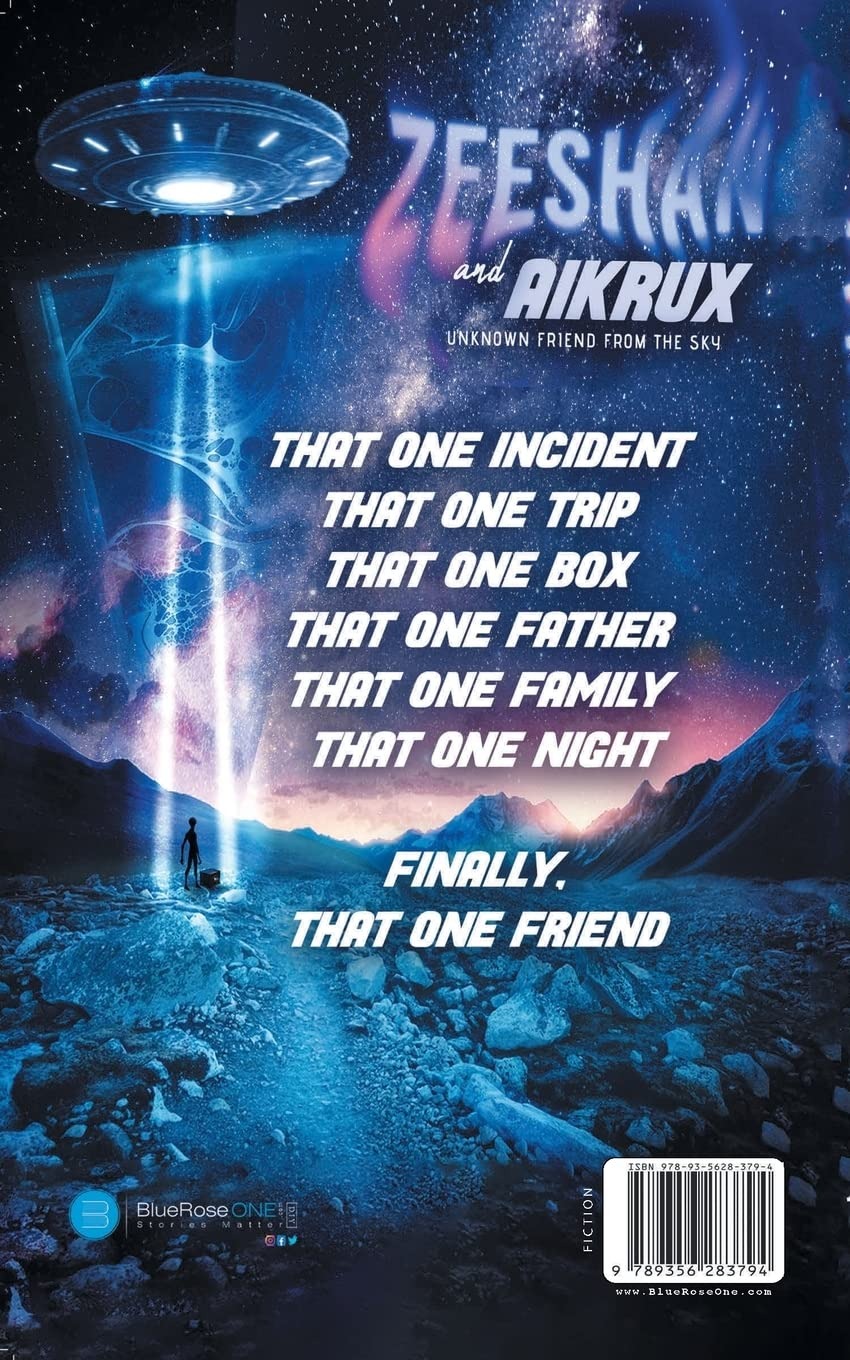 ZEESHAN
and AIKRUX
UNKNOWN FRIEND FROM THE SKY
THAT ONE INCIDENT
THAT ONE TRIP
THAT ONE BOX
THAT ONE FATHER
THAT ONE FAMILY
THAT ONE NIGHT
FINALLY,
THAT ONE FRIEND
BlueRose ONE
Stories Matter
FICTION
ISBN 978-93-5628-379-4
9 789356 283794
www.BlueRoseOne.com